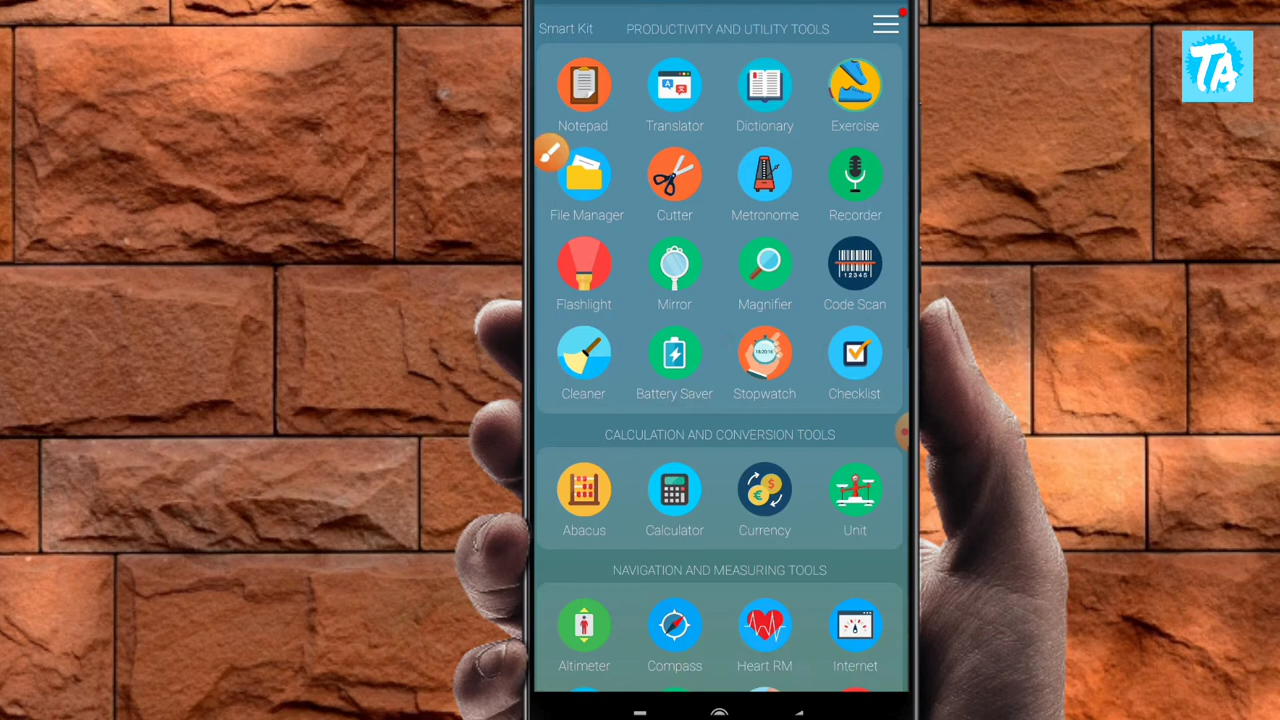 TA
Smart Kit PRODUCTIVITY AND UTILITY TOOLS
Notepad Translator Dictionary Exercise
File Manager Cutter Metronome Recorder
12345
Flashlight Mirror Magnifier Code Scan
Cleaner Battery Saver Stopwatch Checklist
CALCULATION AND CONVERSION TOOLS
Abacus Calculator Currency Unit
NAVIGATION AND MEASURING TOOLS
Altimeter Compass Heart RM Internet